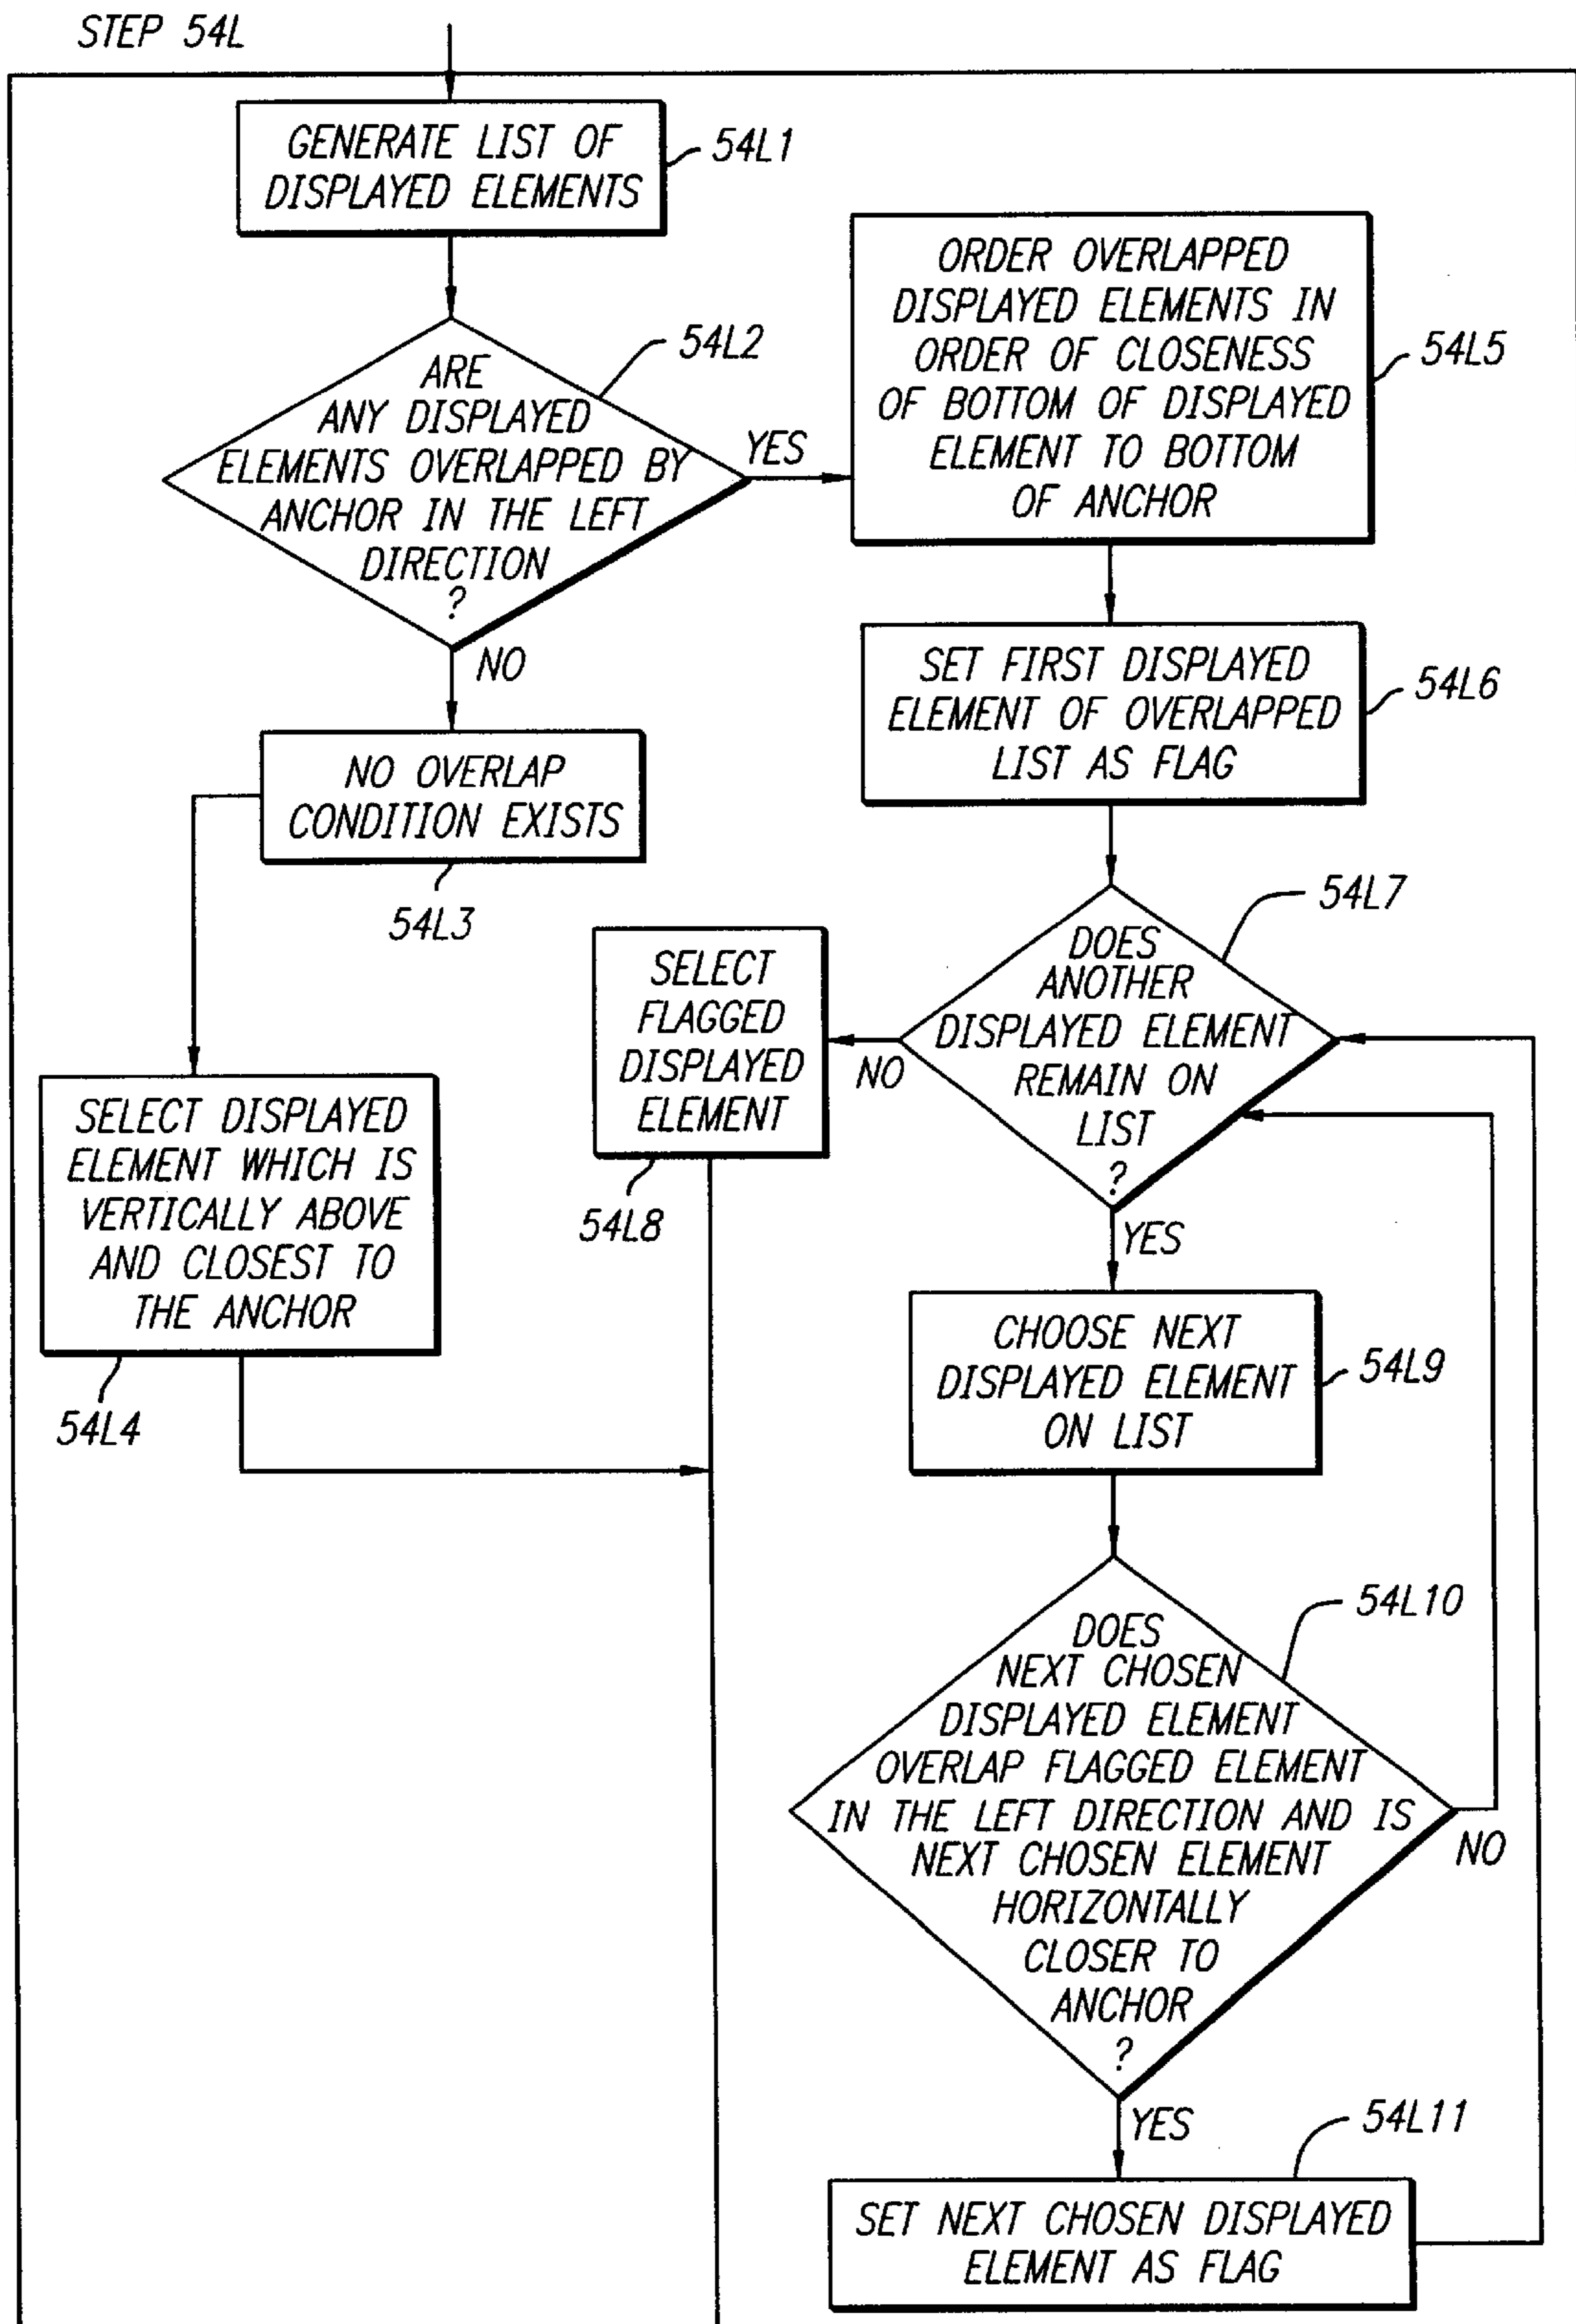 STEP 54L
GENERATE LIST OF
DISPLAYED ELEMENTS
54L1
ARE
ANY DISPLAYED
ELEMENTS OVERLAPPED BY
ANCHOR IN THE LEFT
DIRECTION
?
54L2
YES
NO
NO OVERLAP
CONDITION EXISTS
54L3
SELECT DISPLAYED
ELEMENT WHICH IS
VERTICALLY ABOVE
AND CLOSEST TO
THE ANCHOR
54L4
ORDER OVERLAPPED
DISPLAYED ELEMENTS IN
ORDER OF CLOSENESS
OF BOTTOM OF DISPLAYED
ELEMENT TO BOTTOM
OF ANCHOR
54L5
SET FIRST DISPLAYED
ELEMENT OF OVERLAPPED
LIST AS FLAG
54L6
DOES
ANOTHER
DISPLAYED ELEMENT
REMAIN ON
LIST
?
54L7
NO
SELECT
FLAGGED
DISPLAYED
ELEMENT
54L8
YES
CHOOSE NEXT
DISPLAYED ELEMENT
ON LIST
54L9
DOES
NEXT CHOSEN
DISPLAYED ELEMENT
OVERLAP FLAGGED ELEMENT
IN THE LEFT DIRECTION AND IS
NEXT CHOSEN ELEMENT
HORIZONTALLY
CLOSER TO
ANCHOR
?
54L10
NO
YES
SET NEXT CHOSEN DISPLAYED
ELEMENT AS FLAG
54L11